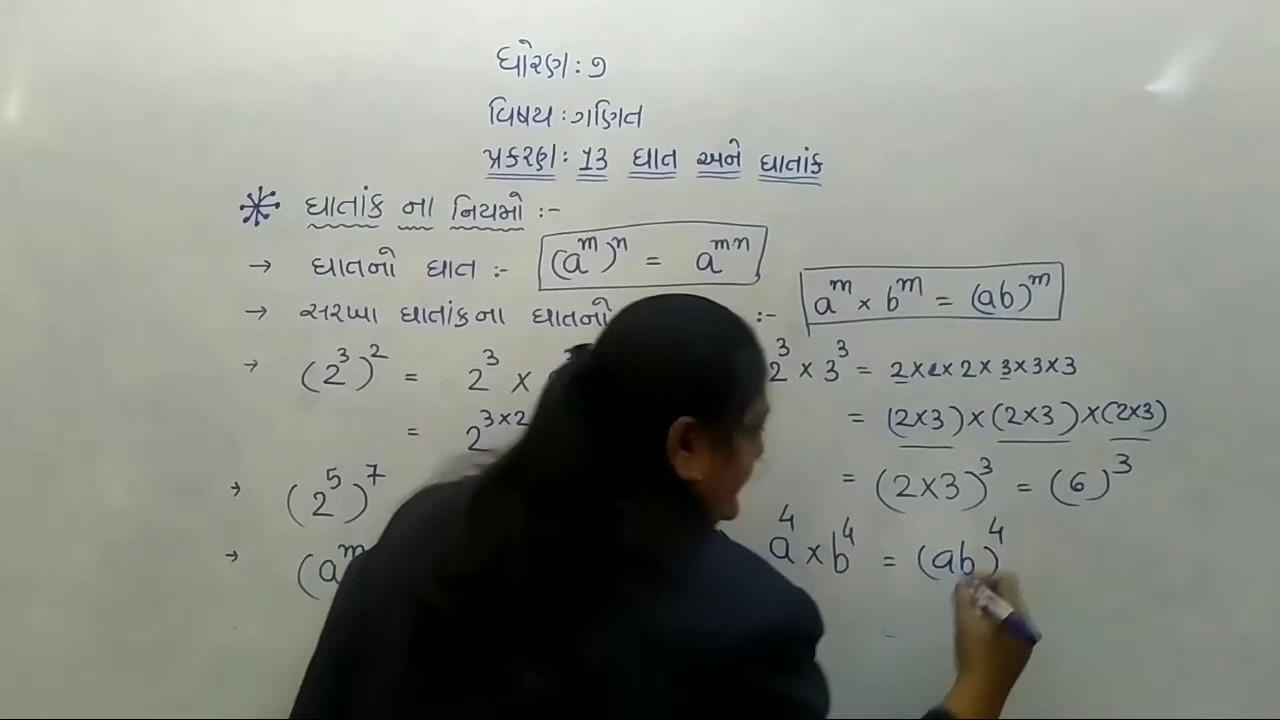 ધોરણ : ૭
વિષય : ગણિત
પ્રકરણ : 13 ઘાત અને ઘાતાંક
ઘાતાંક ના નિયમો :-
→ ઘાતનો ઘાત :- (a^m)^n = a^mn
→ સરખા ઘાતાંકના ઘાતનો :- a^m × b^m = (ab)^m
→ (2^3)^2 = 2^3 ×
= 2^3×2
→ (2^5)^7
→ (a^m
2^3 × 3^3 = 2×2×2×3×3×3
= (2×3)×(2×3)×(2×3)
= (2×3)^3 = (6)^3
a^4 × b^4 = (ab)^4